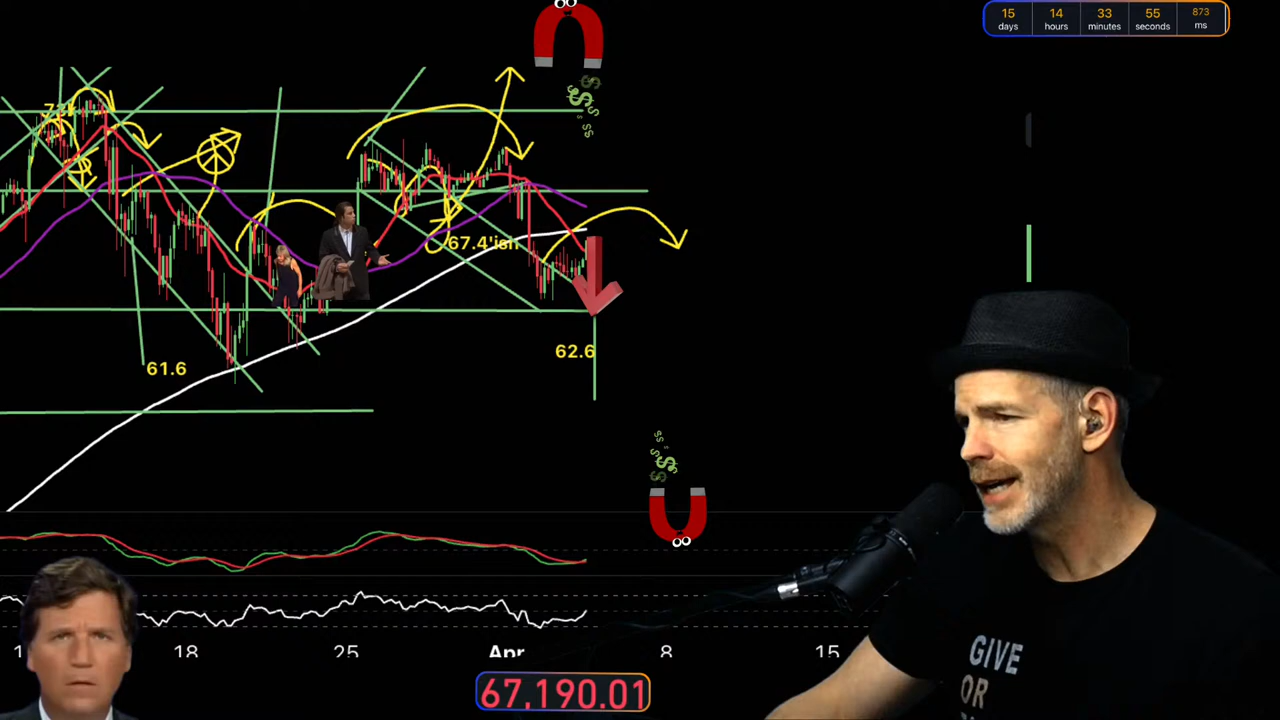 15 14 33 55 873
days hours minutes seconds ms
67.4'ish
62.6
61.6
18 25 Apr 8 15
67,190.01
GIVE
OR